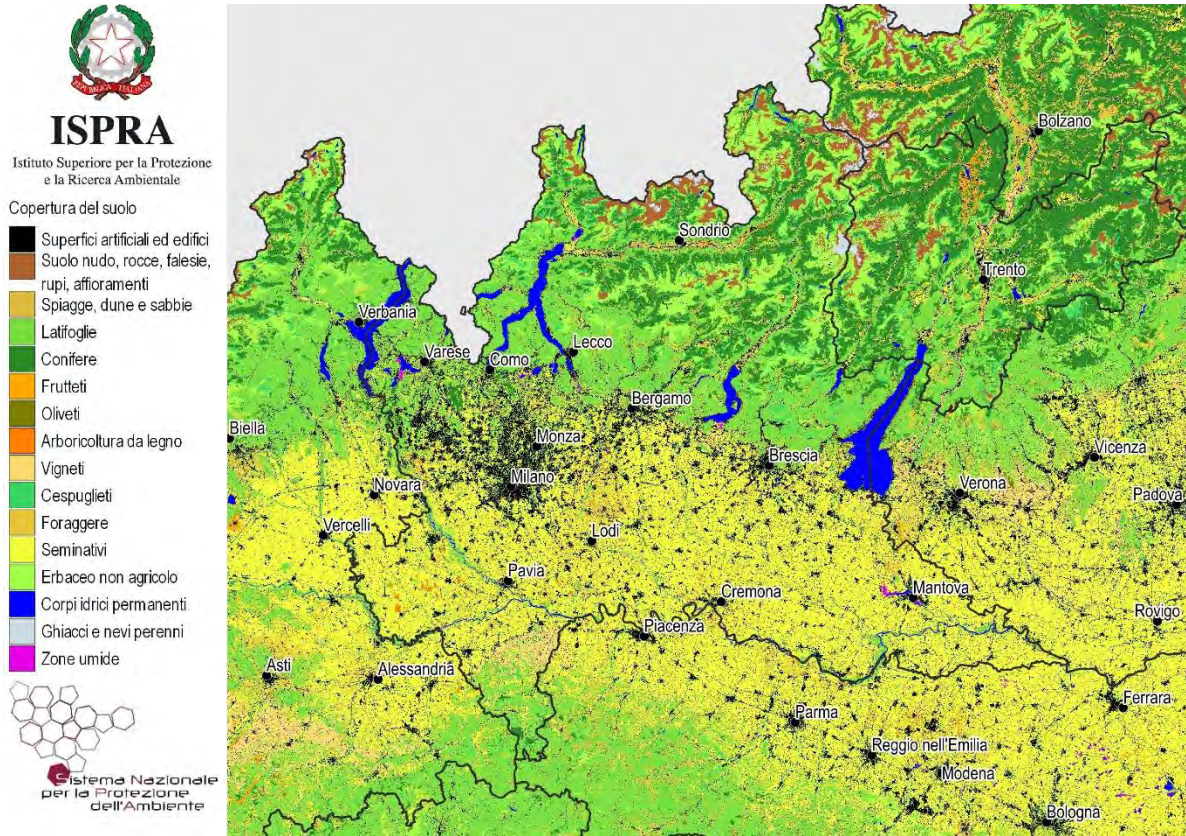 REPUBBLICA ITALIANA
ISPRA
Istituto Superiore per la Protezione
e la Ricerca Ambientale
Copertura del suolo
Superfici artificiali ed edifici
Suolo nudo, rocce, falesie,
rupi, affioramenti
Spiagge, dune e sabbie
Latifoglie
Conifere
Frutteti
Oliveti
Arboricoltura da legno
Vigneti
Cespuglieti
Foraggere
Seminativi
Erbaceo non agricolo
Corpi idrici permanenti
Ghiacci e nevi perenni
Zone umide
Sistema Nazionale
per la Protezione
dell'Ambiente
Bolzano
Sondrio
Trento
Verbania
Varese
Como
Lecco
Bergamo
Biella
Monza
Brescia
Vicenza
Milano
Novara
Verona
Padova
Vercelli
Lodi
Pavia
Cremona
Mantova
Rovigo
Piacenza
Asti
Alessandria
Ferrara
Parma
Reggio nell'Emilia
Modena
Bologna